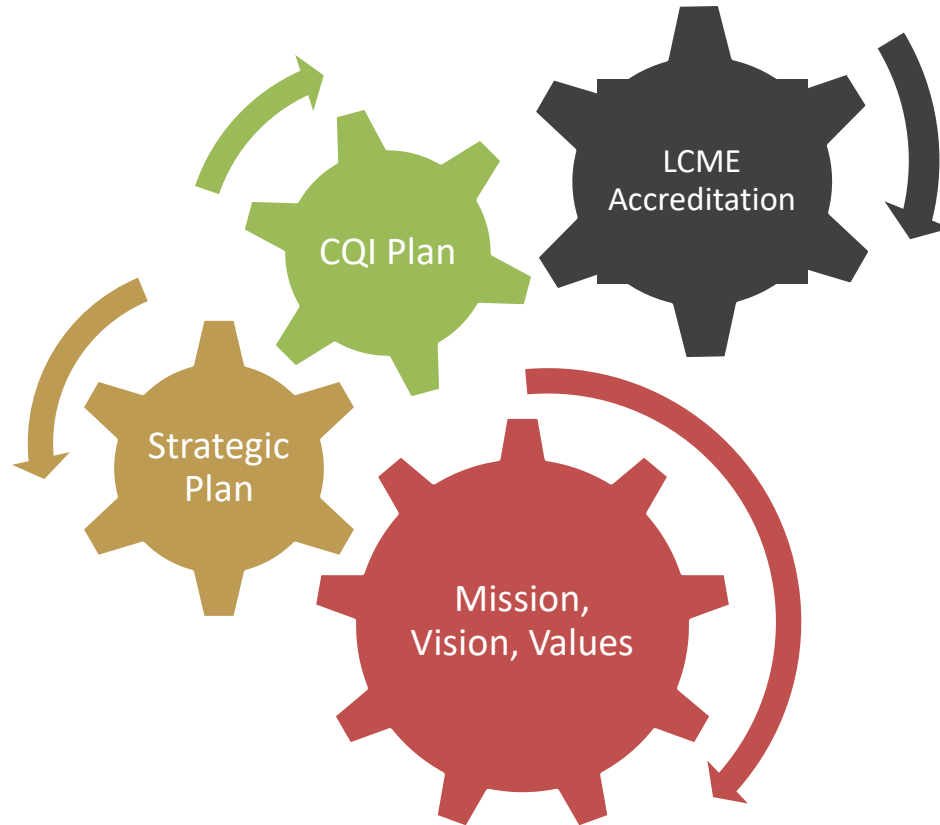 LCME
Accreditation
CQI Plan
Strategic
Plan
Mission,
Vision, Values